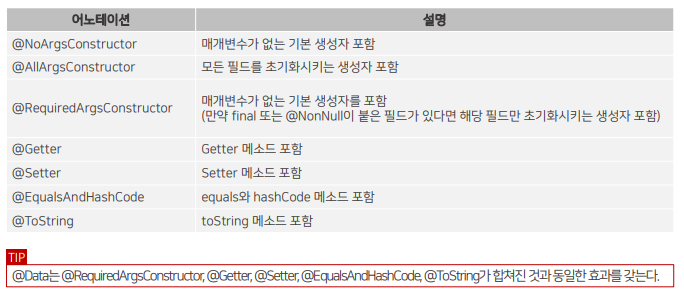 어노테이션 설명
@NoArgsConstructor 매개변수가 없는 기본 생성자 포함
@AllArgsConstructor 모든 필드를 초기화시키는 생성자 포함
@RequiredArgsConstructor 매개변수가 없는 기본 생성자를 포함
(만약 final 또는 @NonNull이 붙은 필드가 있다면 해당 필드만 초기화시키는 생성자 포함)
@Getter Getter 메소드 포함
@Setter Setter 메소드 포함
@EqualsAndHashCode equals와 hashCode 메소드 포함
@ToString toString 메소드 포함
TIP
@Data는 @RequiredArgsConstructor, @Getter, @Setter, @EqualsAndHashCode, @ToString가 합쳐진 것과 동일한 효과를 갖는다.